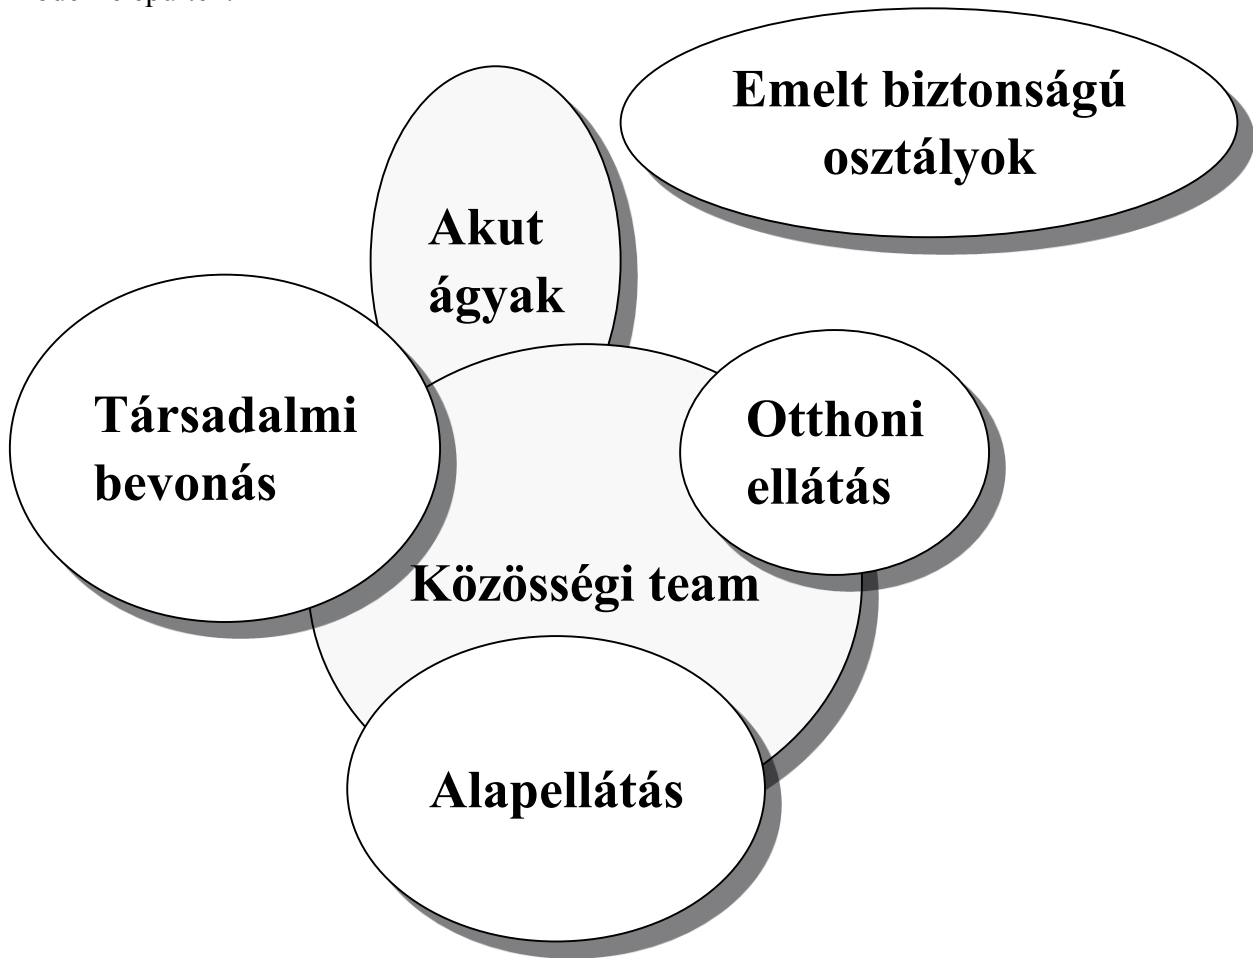 Emelt biztonságú
osztályok
Akut
ágyak
Társadalmi
bevonás
Otthoni
ellátás
Közösségi team
Alapellátás